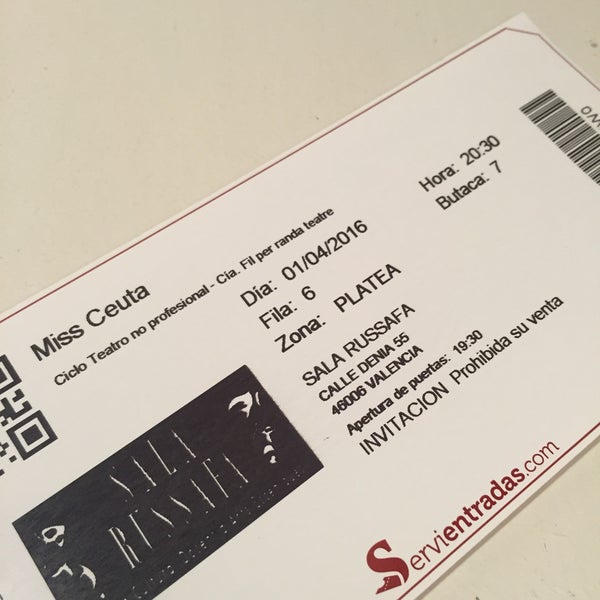 Miss Ceuta
Ciclo Teatro no profesional - Cía. Fil per randa teatre
Día: 01/04/2016
Hora: 20:30
Fila: 6
Butaca: 7
Zona: PLATEA
SALA RUSSAFA
CALLE DENIA 55
46006 VALENCIA
Apertura de puertas: 19:30
INVITACION Prohibida su venta
SALA
RUSSAFA
Servientradas.com